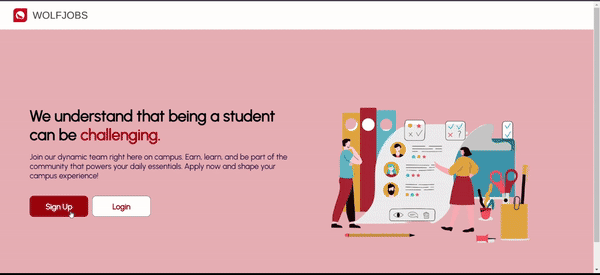 WOLFJOBS
We understand that being a student
can be challenging.
Join our dynamic team right here on campus. Earn, learn, and be part of the
community that powers your daily essentials. Apply now and shape your
campus experience!
Sign Up
Login